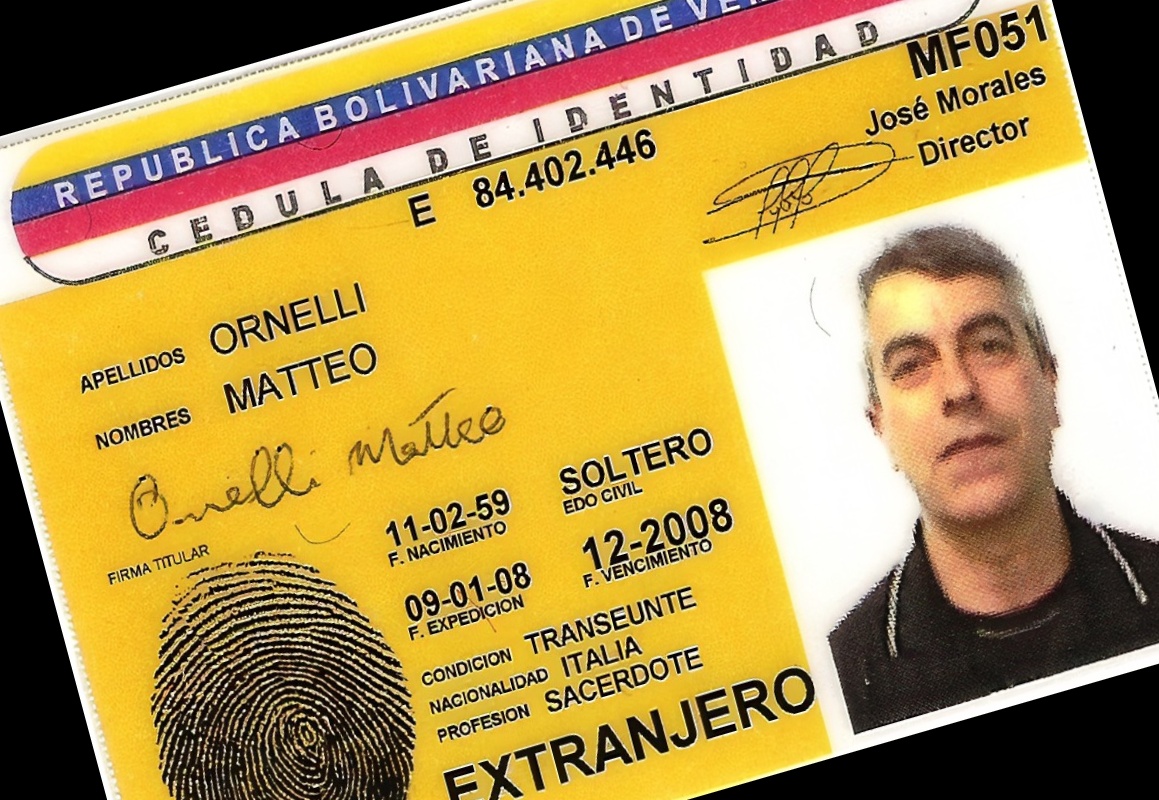 REPUBLICA BOLIVARIANA DE
CEDULA DE IDENTIDAD
MF051
José Morales
Director
E 84.402.446
APELLIDOS ORNELLI
NOMBRES MATTEO
Ornelli Matteo
FIRMA TITULAR
11-02-59
F. NACIMIENTO
SOLTERO
EDO CIVIL
09-01-08
F. EXPEDICION
12-2008
F. VENCIMIENTO
CONDICION TRANSEUNTE
NACIONALIDAD ITALIA
PROFESION SACERDOTE
EXTRANJERO